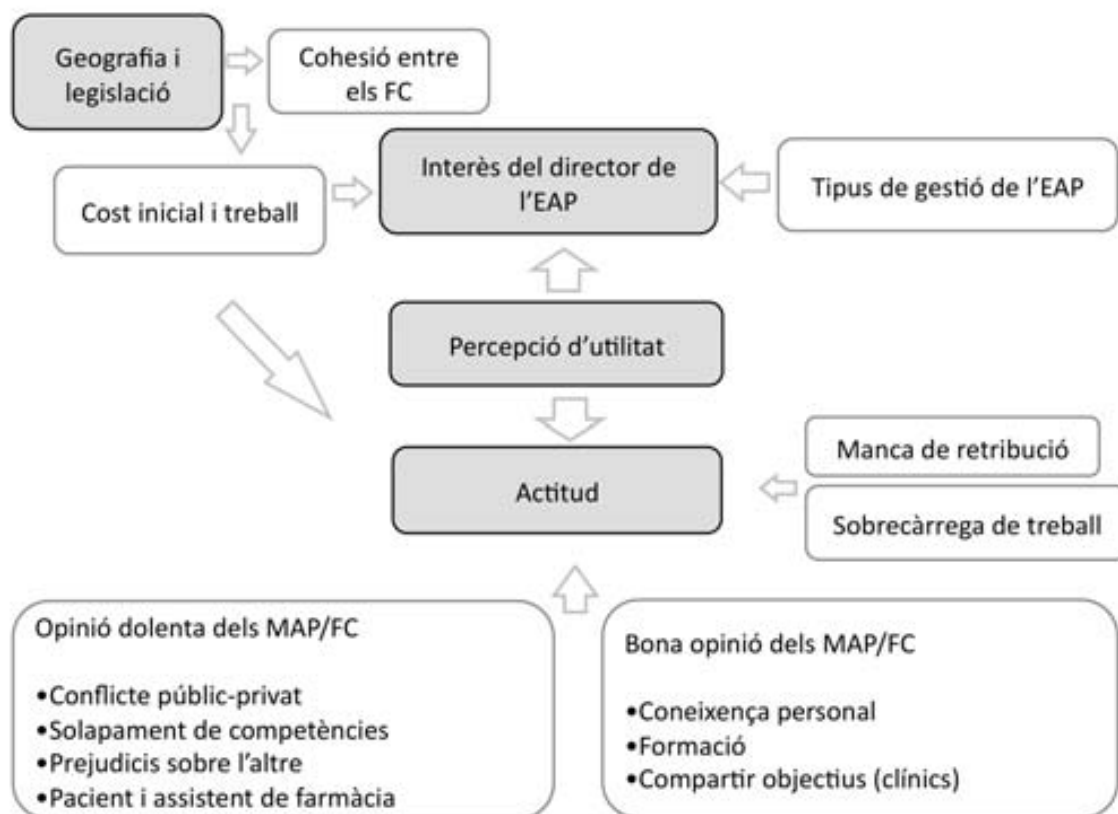 Geografia i
legislació
Cohesió entre
els FC
Cost inicial i treball
Interès del director de
l’EAP
Tipus de gestió de l’EAP
Percepció d’utilitat
Actitud
Manca de retribució
Sobrecàrrega de treball
Opinió dolenta dels MAP/FC
•Conflicte públic-privat
•Solapament de competències
•Prejudicis sobre l’altre
•Pacient i assistent de farmàcia
Bona opinió dels MAP/FC
•Coneixença personal
•Formació
•Compartir objectius (clínics)